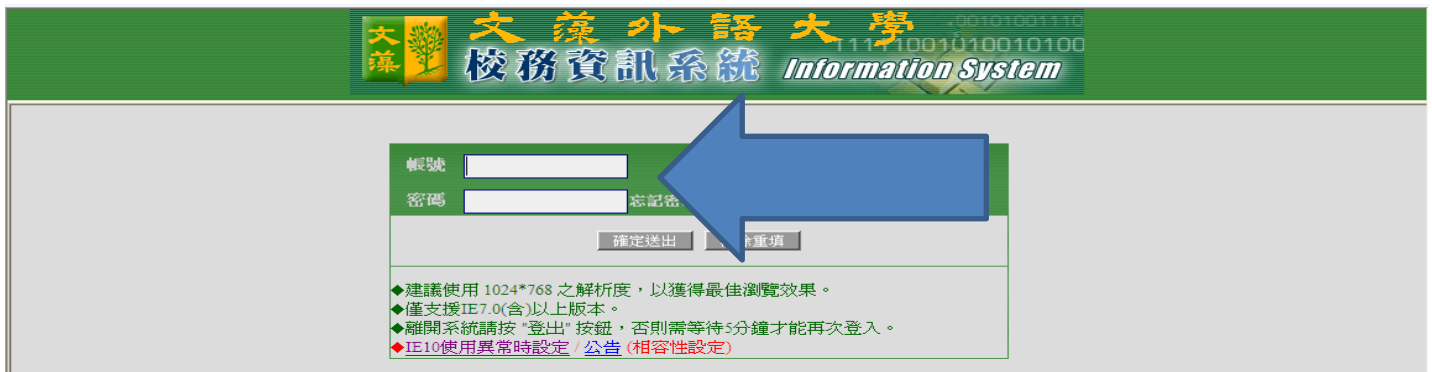 文藻
文藻外語大學
校務資訊系統 Information System
帳號
密碼 忘記密
確定送出 除重填
◆建議使用 1024*768 之解析度，以獲得最佳瀏覽效果。
◆僅支援IE7.0(含)以上版本。
◆離開系統請按 "登出" 按鈕，否則需等待5分鐘才能再次登入。
◆IE10使用異常時設定 / 公告 (相容性設定)